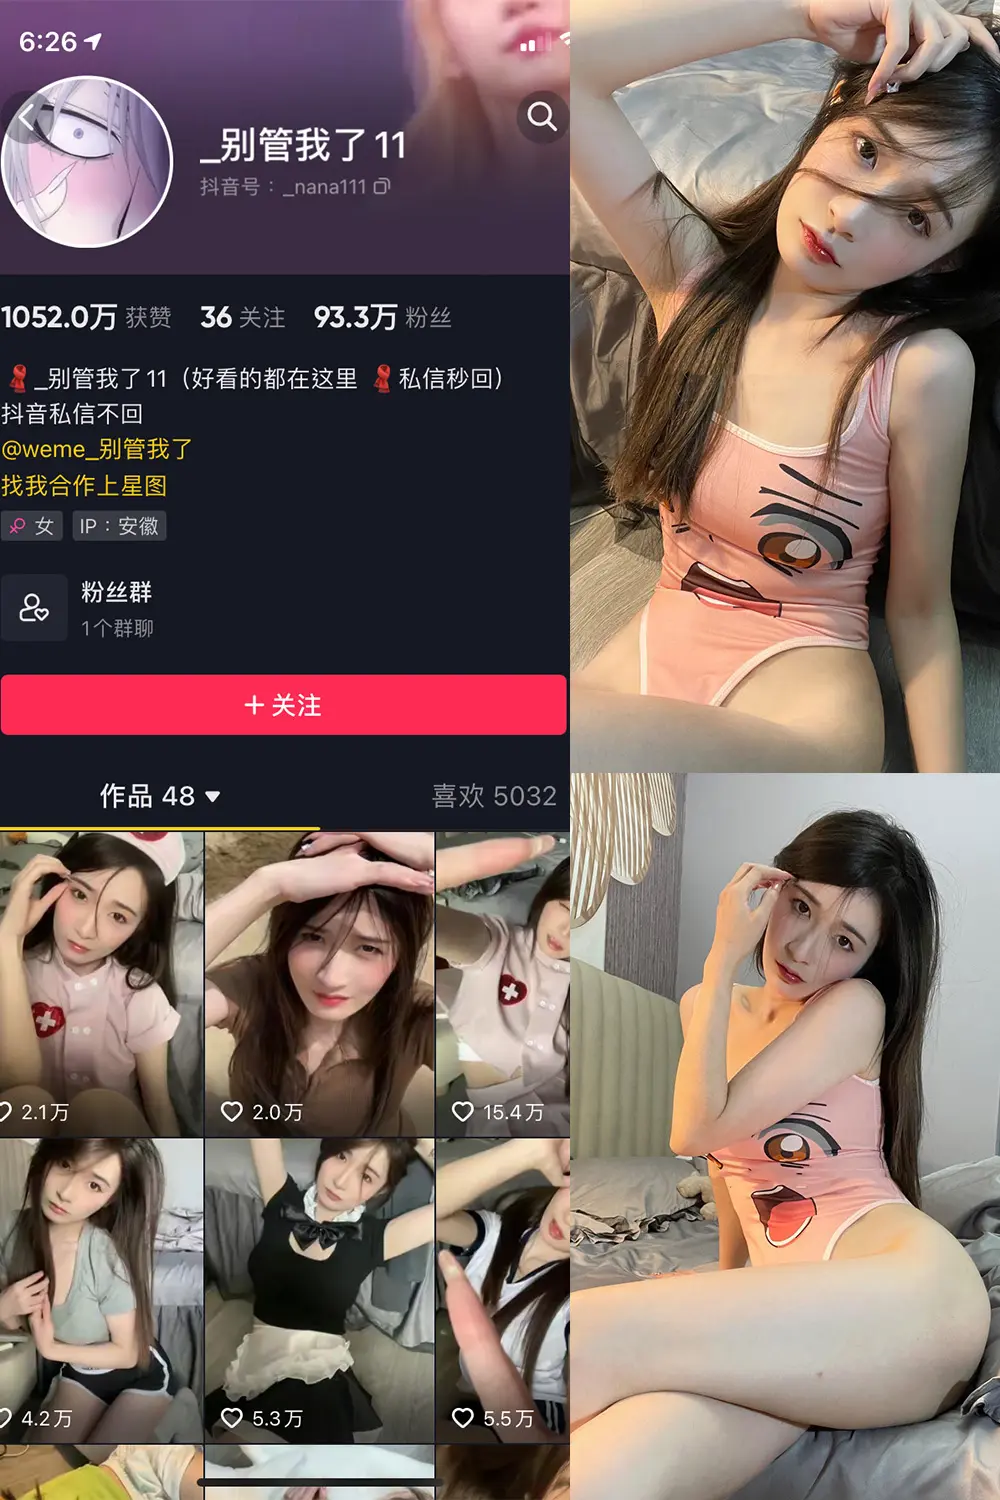 6:26
_别管我了 11
抖音号：_nana111
1052.0万 获赞 36 关注 93.3万 粉丝
_别管我了11（好看的都在这里 私信秒回）
抖音私信不回
@weme_别管我了
找我合作上星图
女 IP：安徽
粉丝群
1个群聊
+ 关注
作品 48 喜欢 5032
2.1万 2.0万 15.4万
4.2万 5.3万 5.5万